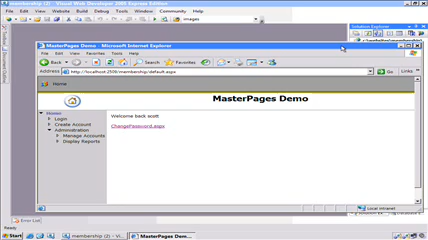 membership (2) - Visual Web Developer 2005 Express Edition
File Edit View Website Build Debug Tools Window Community Help
images
Solution Explorer
MasterPages Demo - Microsoft Internet Explorer
File Edit View Favorites Tools Help
Back Search Favorites
Address http://localhost:2508/membership/default.aspx Go Links
Home
MasterPages Demo
Home
Login
Create Account
Administration
Manage Accounts
Display Reports
Welcome back scott
ChangePassword.aspx
Local intranet
Error List
Ready
Start membership (2) - Vi... MasterPages Demo...